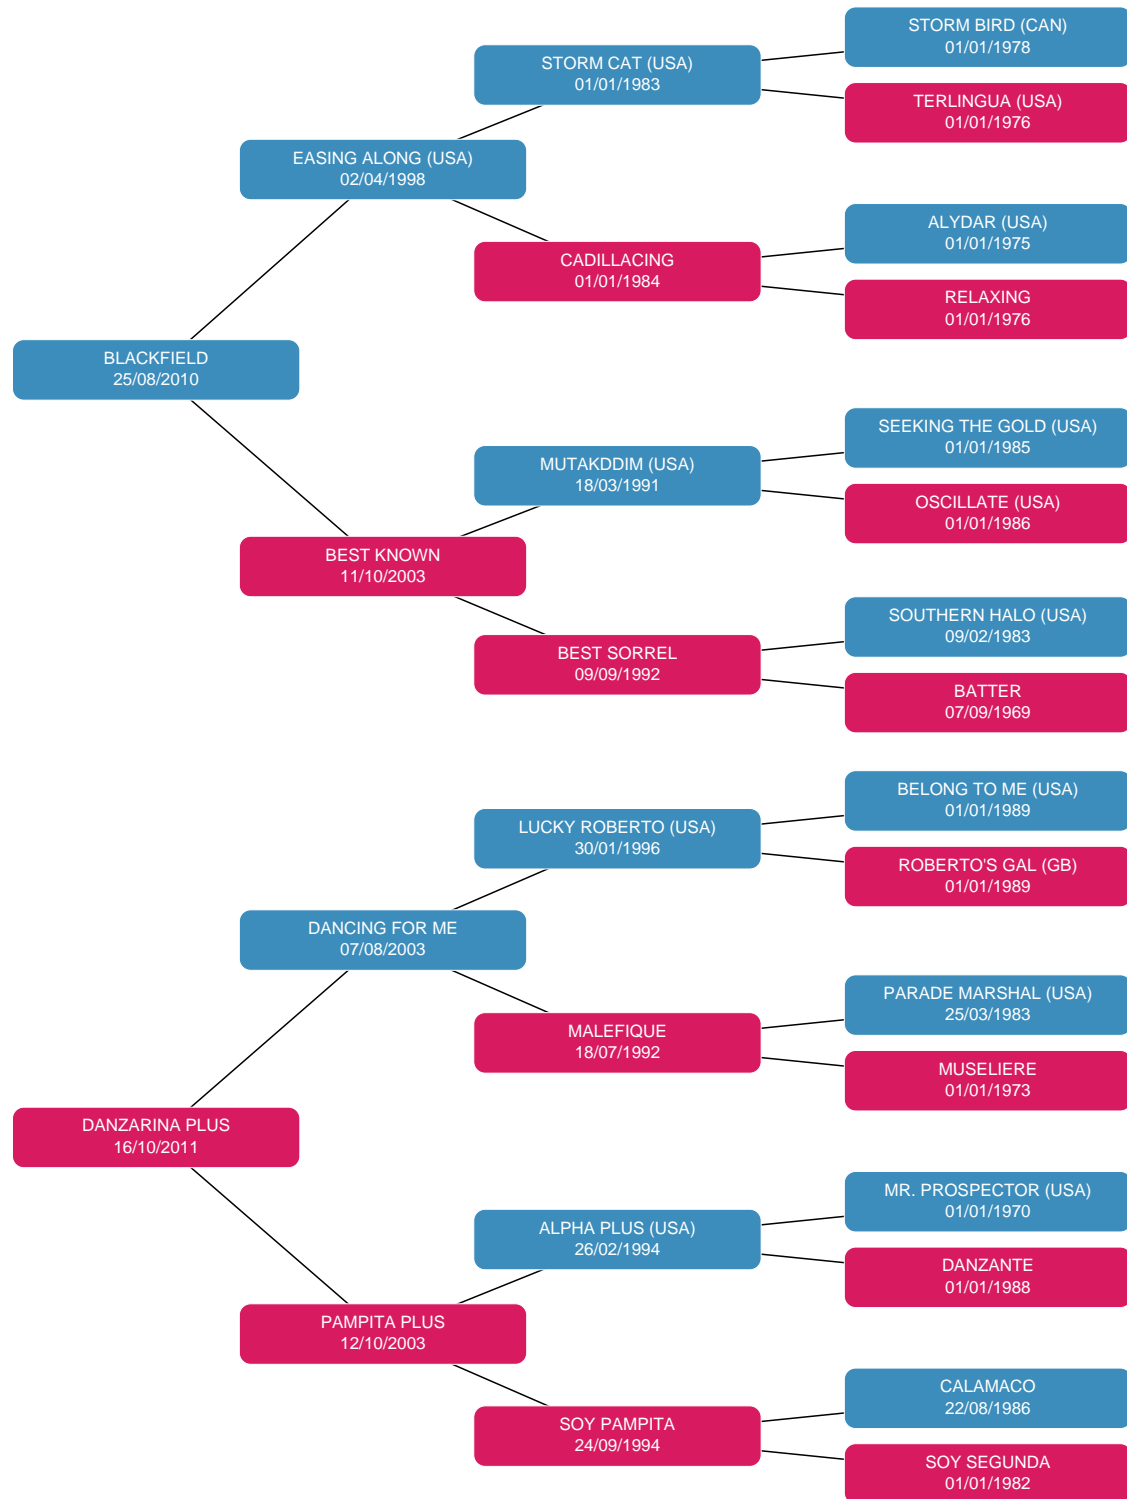 STORM BIRD (CAN)
01/01/1978
STORM CAT (USA)
01/01/1983
TERLINGUA (USA)
01/01/1976
EASING ALONG (USA)
02/04/1998
ALYDAR (USA)
01/01/1975
CADILLACING
01/01/1984
RELAXING
01/01/1976
BLACKFIELD
25/08/2010
SEEKING THE GOLD (USA)
01/01/1985
MUTAKDDIM (USA)
18/03/1991
OSCILLATE (USA)
01/01/1986
BEST KNOWN
11/10/2003
SOUTHERN HALO (USA)
09/02/1983
BEST SORREL
09/09/1992
BATTER
07/09/1969
BELONG TO ME (USA)
01/01/1989
LUCKY ROBERTO (USA)
30/01/1996
ROBERTO'S GAL (GB)
01/01/1989
DANCING FOR ME
07/08/2003
PARADE MARSHAL (USA)
25/03/1983
MALEFIQUE
18/07/1992
MUSELIERE
01/01/1973
DANZARINA PLUS
16/10/2011
MR. PROSPECTOR (USA)
01/01/1970
ALPHA PLUS (USA)
26/02/1994
DANZANTE
01/01/1988
PAMPITA PLUS
12/10/2003
CALAMACO
22/08/1986
SOY PAMPITA
24/09/1994
SOY SEGUNDA
01/01/1982